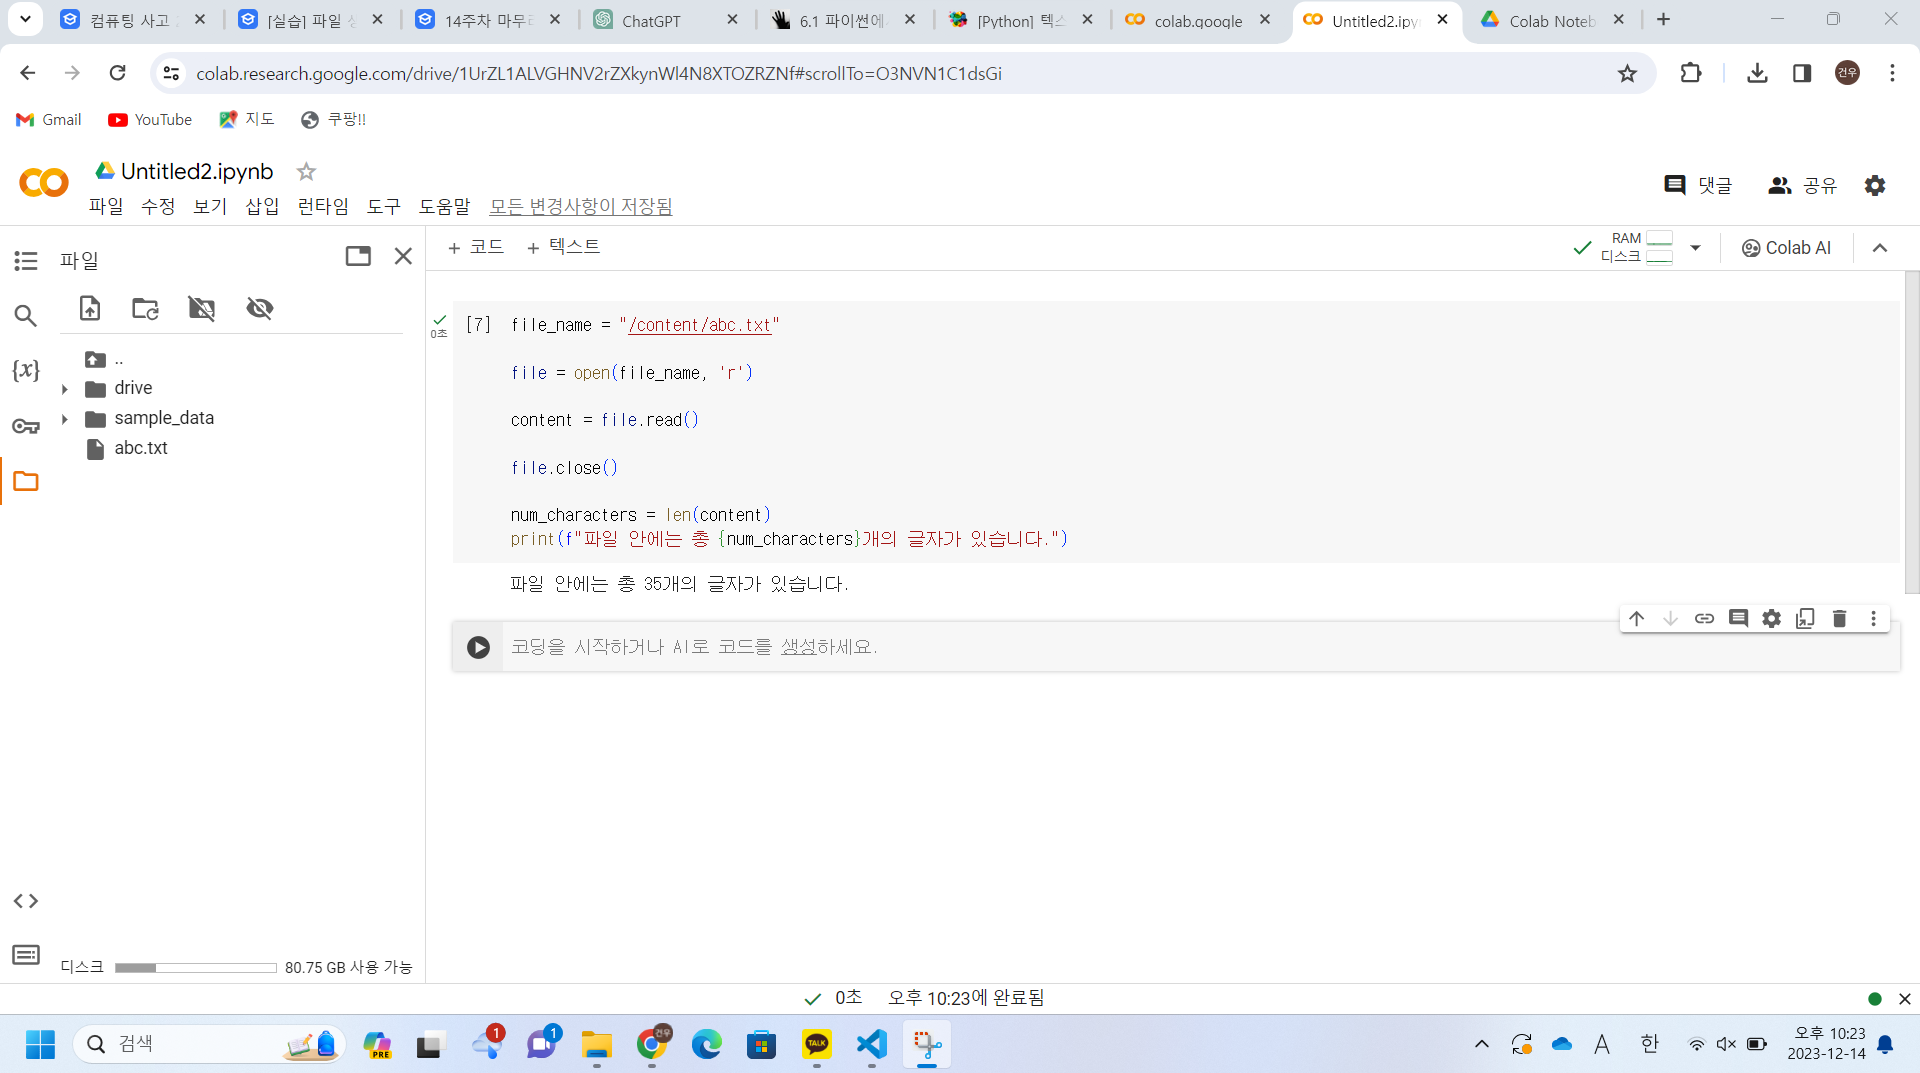 컴퓨팅 사고
[실습] 파일
14주차 마무리
ChatGPT
6.1 파이썬에
[Python] 텍스
colab.google
Untitled2.ipy
Colab Noteb
colab.research.google.com/drive/1UrZL1ALVGHNV2rZXkynWl4N8XTOZRZNf#scrollTo=O3NVN1C1dsGi
건우
Gmail
YouTube
지도
쿠팡!!
Untitled2.ipynb
파일 수정 보기 삽입 런타임 도구 도움말 모든 변경사항이 저장됨
댓글
공유
파일
+ 코드 + 텍스트
RAM
디스크
Colab AI
..
drive
sample_data
abc.txt
{x}
0초
[7] file_name = "/content/abc.txt"
file = open(file_name, 'r')
content = file.read()
file.close()
num_characters = len(content)
print(f"파일 안에는 총 {num_characters}개의 글자가 있습니다.")
파일 안에는 총 35개의 글자가 있습니다.
코딩을 시작하거나 AI로 코드를 생성하세요.
디스크
80.75 GB 사용 가능
0초 오후 10:23에 완료됨
검색
PRE
1
1
건우
TALK
A
한
오후 10:23
2023-12-14